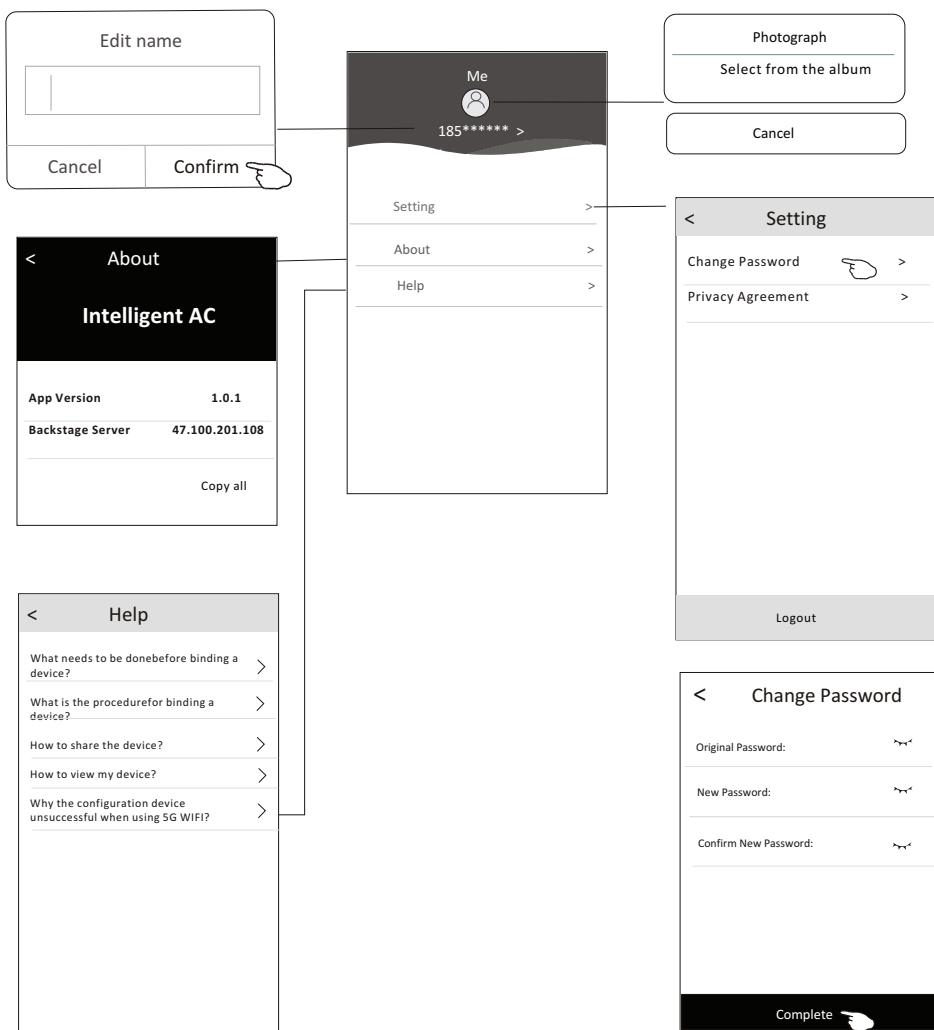 Edit name
Cancel
Confirm
Me
185****** >
Setting >
About >
Help >
Photograph
Select from the album
Cancel
< About
Intelligent AC
App Version 1.0.1
Backstage Server 47.100.201.108
Copy all
< Setting
Change Password >
Privacy Agreement >
Logout
< Help
What needs to be donebefore binding a
device?
What is the procedurefor binding a
device?
How to share the device?
How to view my device?
Why the configuration device
unsuccessful when using 5G WIFI?
< Change Password
Original Password:
New Password:
Confirm New Password:
Complete